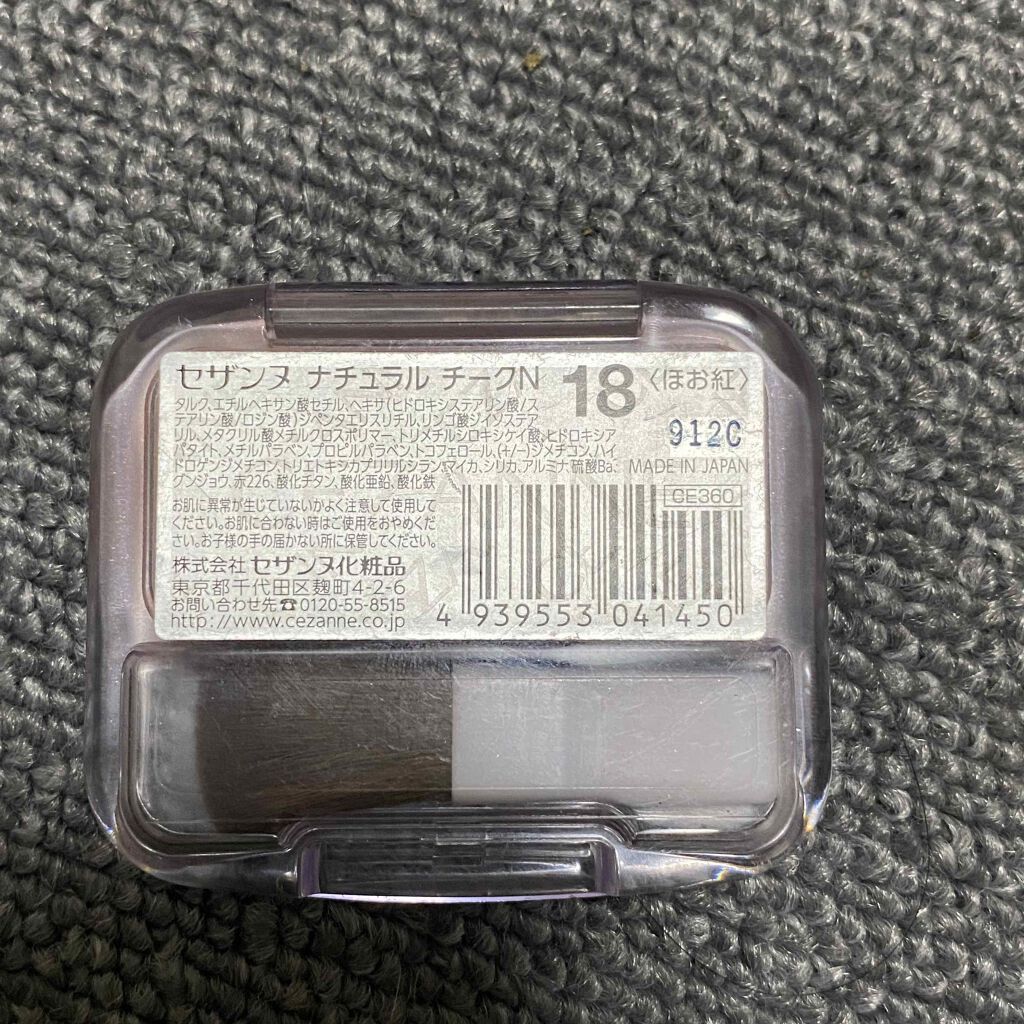 セザンヌ ナチュラル チークN 18〈ほお紅〉
タルク、エチルヘキサン酸セチル、ヘキサ(ヒドロキシステアリン酸/ス
テアリン酸/ロジン酸)ジペンタエリスリチル、リンゴ酸ジイソステア
リル、メタクリル酸メチルクロスポリマー、トリメチルシロキシケイ酸、ヒドロキシア
パタイト、メチルパラベン、プロピルパラベン、トコフェロール、(+/-)ジメチコン、ハイ
ドロゲンジメチコン、トリエトキシカプリリルシラン、マイカ、シリカ、アルミナ、硫酸Ba、
グンジョウ、赤226、酸化チタン、酸化亜鉛、酸化鉄
912C
MADE IN JAPAN
CE360
お肌に異常が生じていないかよく注意して使用して
ください。お肌に合わない時はご使用をおやめくだ
さい。お子様の手の届かない所に保管してください。
株式会社 セザンヌ化粧品
東京都千代田区麹町4-2-6
お問い合わせ先☎0120-55-8515
http://www.cezanne.co.jp
4 939553 041450